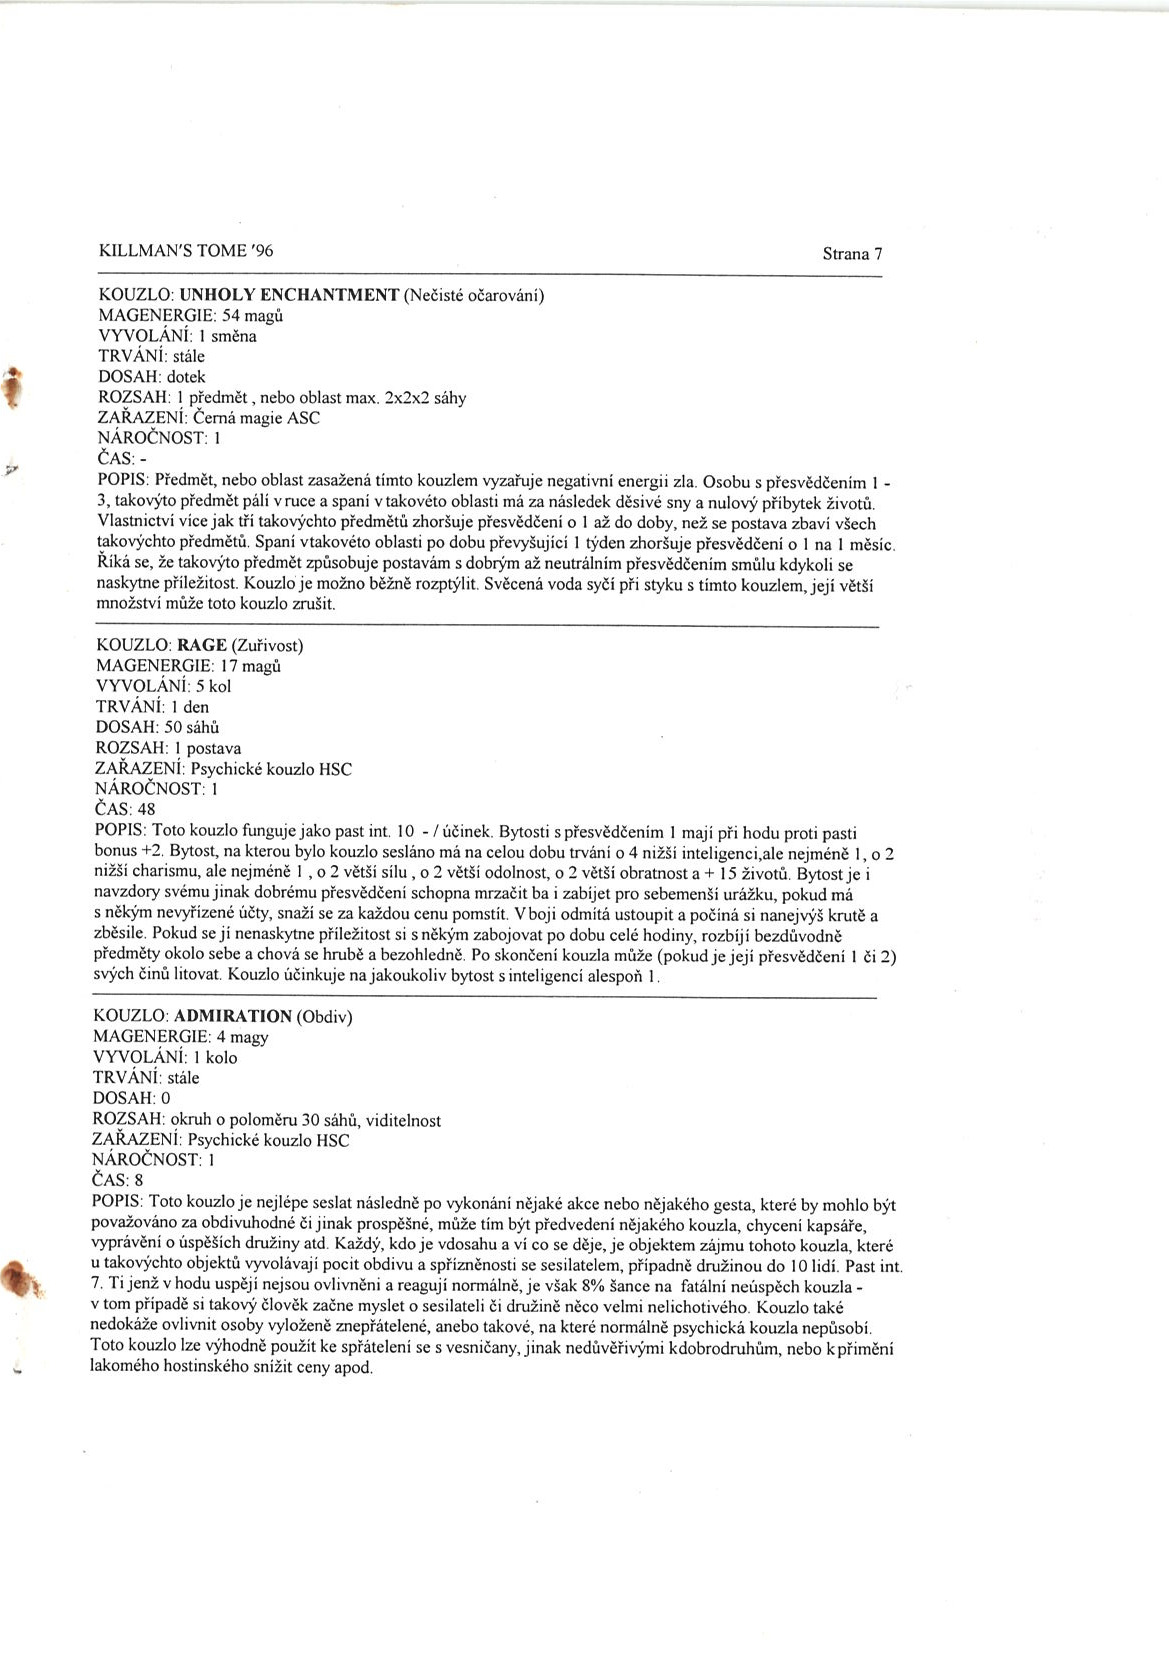 KILLMAN'S TOME '96
Strana 7
KOUZLO: UNHOLY ENCHANTMENT (Nečisté očarování)
MAGENERGIE: 54 magů
VYVOLÁNÍ: 1 směna
TRVÁNÍ: stále
DOSAH: dotek
ROZSAH: 1 předmět , nebo oblast max. 2x2x2 sáhy
ZAŘAZENÍ: Černá magie ASC
NÁROČNOST: 1
ČAS: -
POPIS: Předmět, nebo oblast zasažená tímto kouzlem vyzařuje negativní energii zla. Osobu s přesvědčením 1 -
3, takovýto předmět pálí v ruce a spaní v takovéto oblasti má za následek děsivé sny a nulový příbytek životů.
Vlastnictví více jak tří takovýchto předmětů zhoršuje přesvědčení o 1 až do doby, než se postava zbaví všech
takovýchto předmětů. Spaní vtakovéto oblasti po dobu převyšující 1 týden zhoršuje přesvědčení o 1 na 1 měsíc.
Říká se, že takovýto předmět způsobuje postavám s dobrým až neutrálním přesvědčením smůlu kdykoli se
naskytne příležitost. Kouzlo je možno běžně rozptýlit. Svěcená voda syčí při styku s tímto kouzlem, její větší
množství může toto kouzlo zrušit.
KOUZLO: RAGE (Zuřivost)
MAGENERGIE: 17 magů
VYVOLÁNÍ: 5 kol
TRVÁNÍ: 1 den
DOSAH: 50 sáhů
ROZSAH: 1 postava
ZAŘAZENÍ: Psychické kouzlo HSC
NÁROČNOST: 1
ČAS: 48
POPIS: Toto kouzlo funguje jako past int. 10 - / účinek. Bytosti s přesvědčením 1 mají při hodu proti pasti
bonus +2. Bytost, na kterou bylo kouzlo sesláno má na celou dobu trvání o 4 nižší inteligenci,ale nejméně 1, o 2
nižší charismu, ale nejméně 1 , o 2 větší sílu , o 2 větší odolnost, o 2 větší obratnost a + 15 životů. Bytost je i
navzdory svému jinak dobrému přesvědčení schopna mrzačit ba i zabíjet pro sebemenší urážku, pokud má
s někým nevyřízené účty, snaží se za každou cenu pomstít. V boji odmítá ustoupit a počíná si nanejvýš krutě a
zběsile. Pokud se jí nenaskytne příležitost si s někým zabojovat po dobu celé hodiny, rozbíjí bezdůvodně
předměty okolo sebe a chová se hrubě a bezohledně. Po skončení kouzla může (pokud je její přesvědčení 1 či 2)
svých činů litovat. Kouzlo účinkuje na jakoukoliv bytost s inteligencí alespoň 1.
KOUZLO: ADMIRATION (Obdiv)
MAGENERGIE: 4 magy
VYVOLÁNÍ: 1 kolo
TRVÁNÍ: stále
DOSAH: 0
ROZSAH: okruh o poloměru 30 sáhů, viditelnost
ZAŘAZENÍ: Psychické kouzlo HSC
NÁROČNOST: 1
ČAS: 8
POPIS: Toto kouzlo je nejlépe seslat následně po vykonání nějaké akce nebo nějakého gesta, které by mohlo být
považováno za obdivuhodné či jinak prospěšné, může tím být předvedení nějakého kouzla, chycení kapsáře,
vyprávění o úspěších družiny atd. Každý, kdo je vdosahu a ví co se děje, je objektem zájmu tohoto kouzla, které
u takovýchto objektů vyvolávají pocit obdivu a spřízněnosti se sesilatelem, případně družinou do 10 lidí. Past int.
7. Ti jenž v hodu uspějí nejsou ovlivněni a reagují normálně, je však 8% šance na fatální neúspěch kouzla -
v tom případě si takový člověk začne myslet o sesilateli či družině něco velmi nelichotivého. Kouzlo také
nedokáže ovlivnit osoby vyloženě znepřátelené, anebo takové, na které normálně psychická kouzla nepůsobí.
Toto kouzlo lze výhodně použít ke spřátelení se s vesničany, jinak nedůvěřivými kdobrodruhům, nebo k přimění
lakomého hostinského snížit ceny apod.